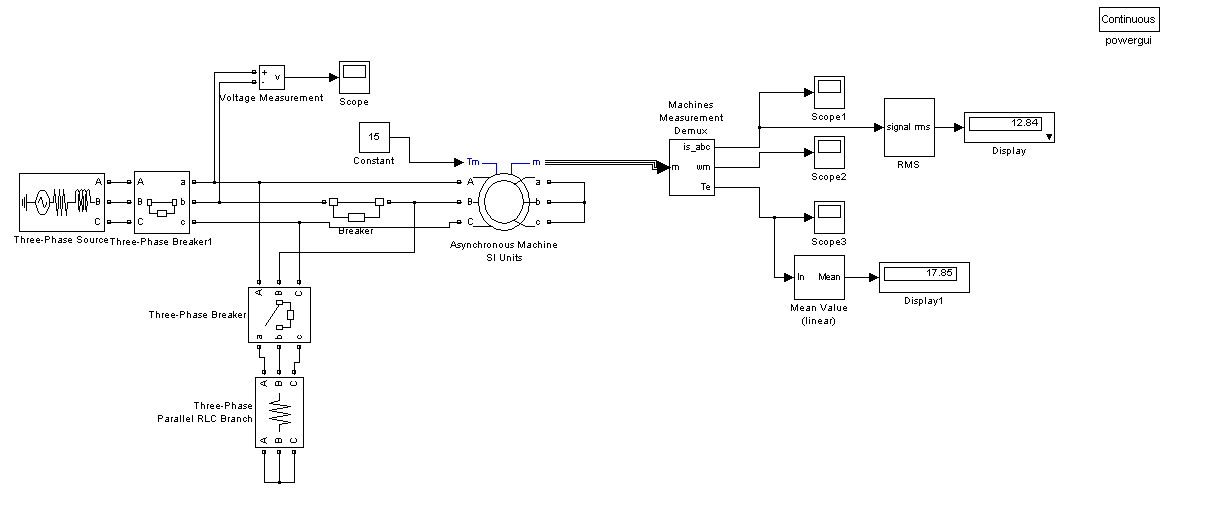 Continuous
powergui
+
-
v
Voltage Measurement
Scope
15
Constant
Tm
m
Machines
Measurement
Demux
m
is_abc
wm
Te
Scope1
Scope2
Scope3
signal rms
RMS
12.84
Display
A
B
C
Three-Phase Source
A
B
C
a
b
c
Three-Phase Breaker1
Breaker
A
B
C
a
b
c
Asynchronous Machine
SI Units
In
Mean
Mean Value
(linear)
17.85
Display1
A
B
C
Three-Phase Breaker
a
b
c
A
B
C
Three-Phase
Parallel RLC Branch
A
B
C